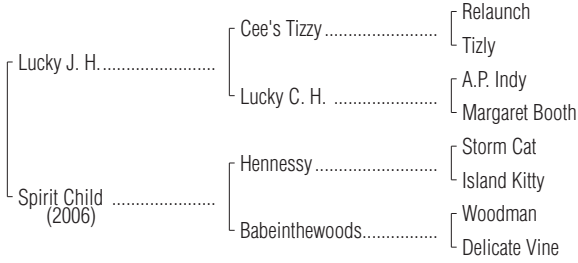 Relaunch
Cee's Tizzy
Tizly
Lucky J. H.
A.P. Indy
Lucky C. H.
Margaret Booth
Storm Cat
Hennessy
Island Kitty
Spirit Child
(2006)
Woodman
Babeinthewoods
Delicate Vine